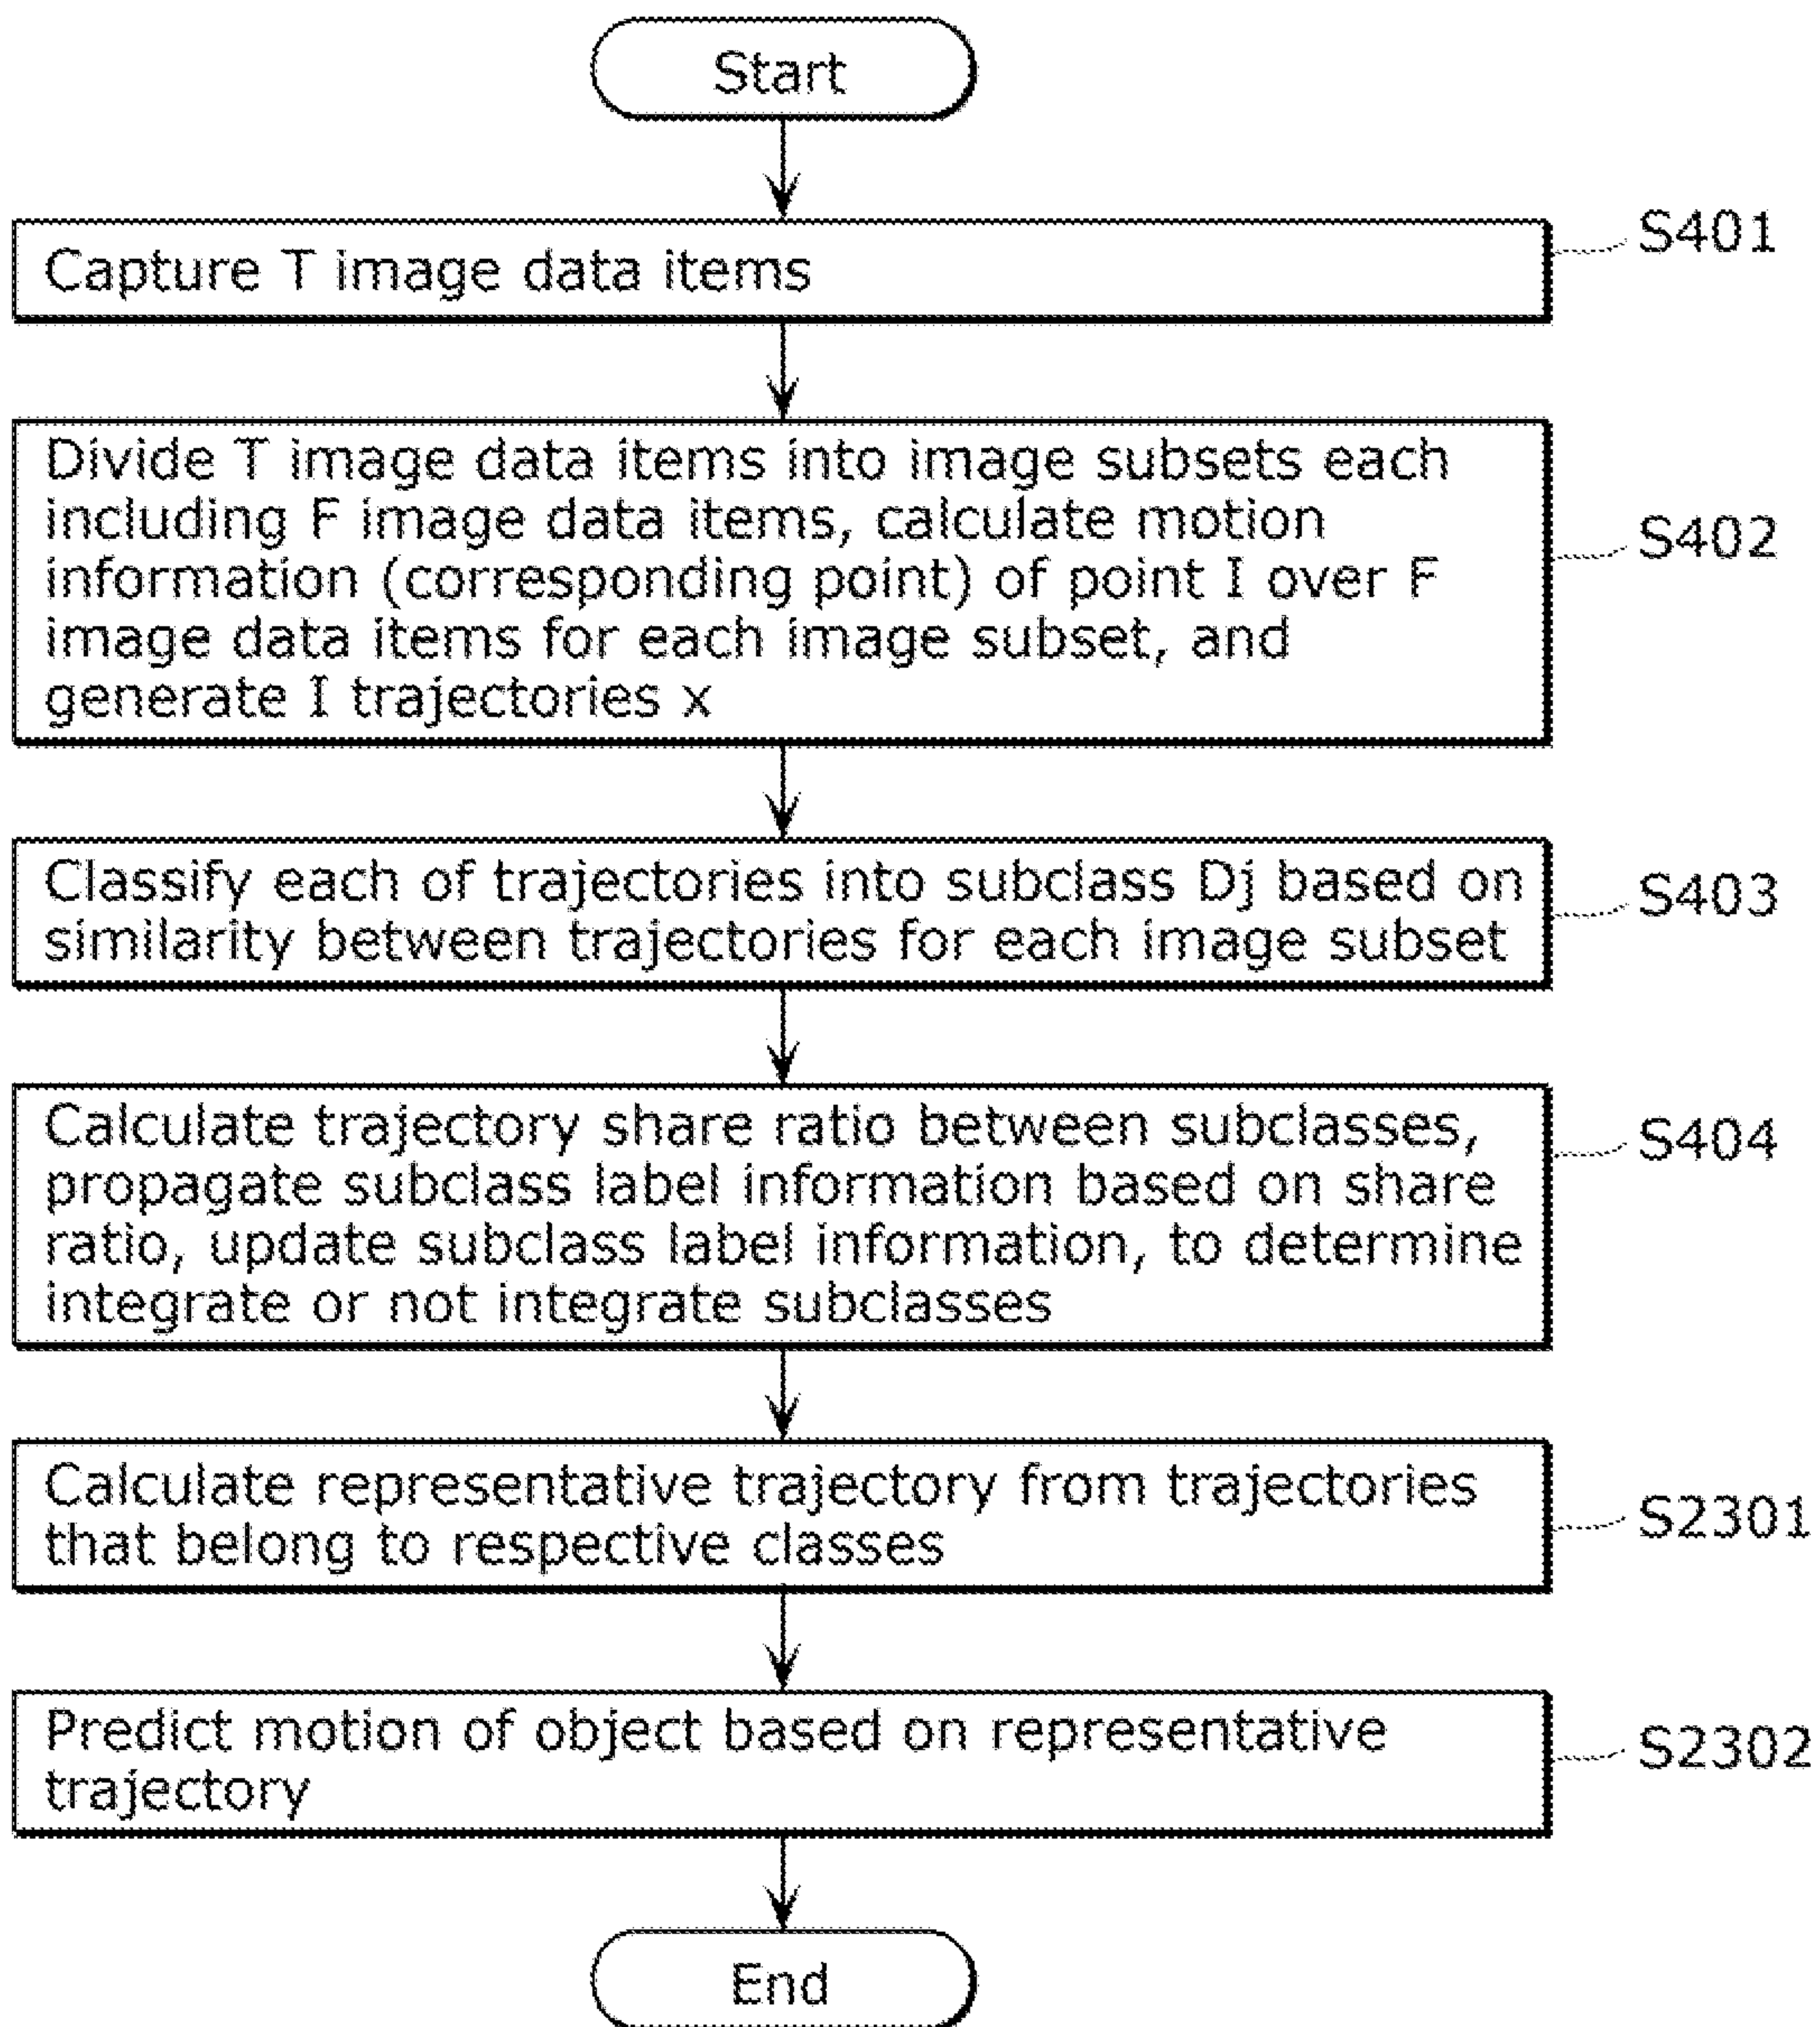 Start
Capture T image data items
S401
Divide T image data items into image subsets each
including F image data items, calculate motion
information (corresponding point) of point I over F
image data items for each image subset, and
generate I trajectories x
S402
Classify each of trajectories into subclass Dj based on
similarity between trajectories for each image subset
S403
Calculate trajectory share ratio between subclasses,
propagate subclass label information based on share
ratio, update subclass label information, to determine
integrate or not integrate subclasses
S404
Calculate representative trajectory from trajectories
that belong to respective classes
S2301
Predict motion of object based on representative
trajectory
S2302
End